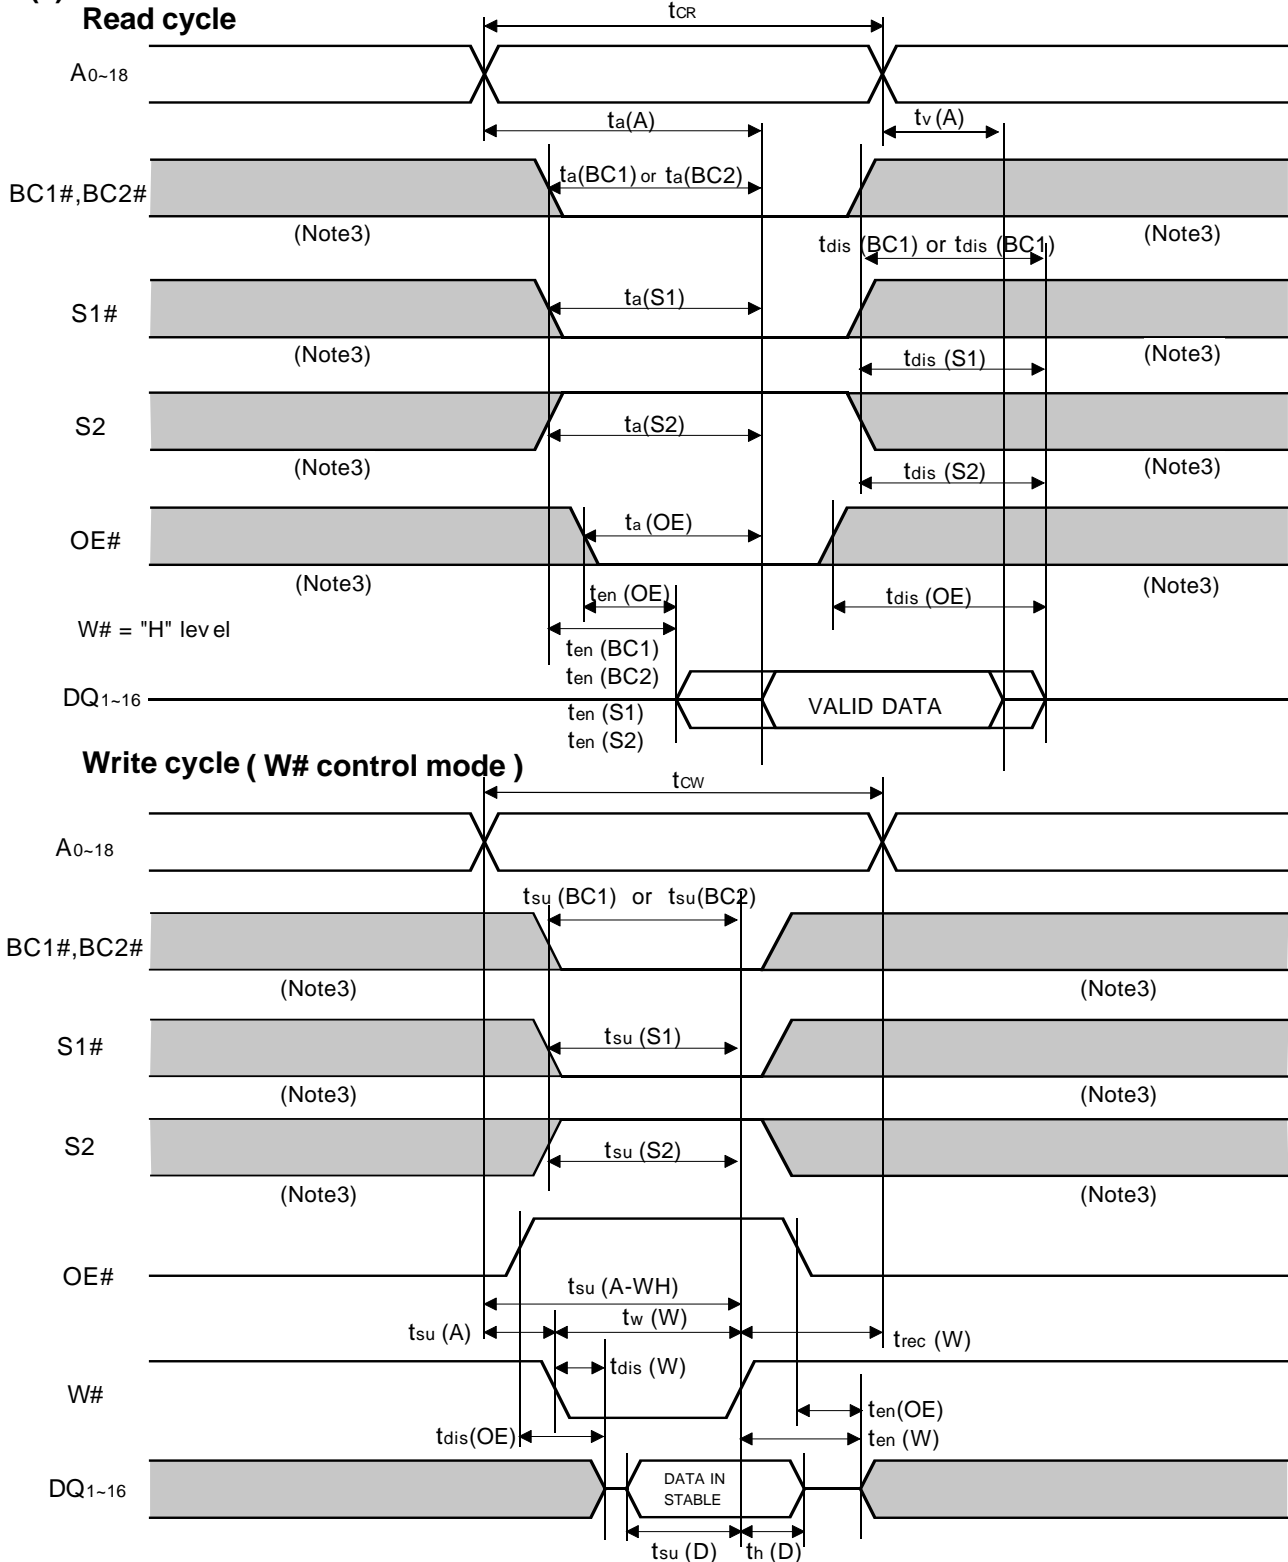 Read cycle
tCR
A0~18
ta(A)
tv (A)
BC1#,BC2#
ta(BC1) or ta(BC2)
(Note3)
(Note3)
tdis (BC1) or tdis (BC1)
S1#
ta(S1)
(Note3)
(Note3)
tdis (S1)
S2
ta(S2)
(Note3)
(Note3)
tdis (S2)
OE#
ta (OE)
(Note3)
(Note3)
ten (OE)
tdis (OE)
W# = "H" level
ten (BC1)
ten (BC2)
DQ1~16
VALID DATA
ten (S1)
ten (S2)
Write cycle ( W# control mode )
tCW
A0~18
tsu (BC1) or tsu(BC2)
BC1#,BC2#
(Note3)
(Note3)
S1#
tsu (S1)
(Note3)
(Note3)
S2
tsu (S2)
(Note3)
(Note3)
OE#
tsu (A-WH)
tsu (A)
tw (W)
trec (W)
W#
tdis (W)
ten(OE)
tdis(OE)
ten (W)
DQ1~16
DATA IN
STABLE
tsu (D)
th (D)